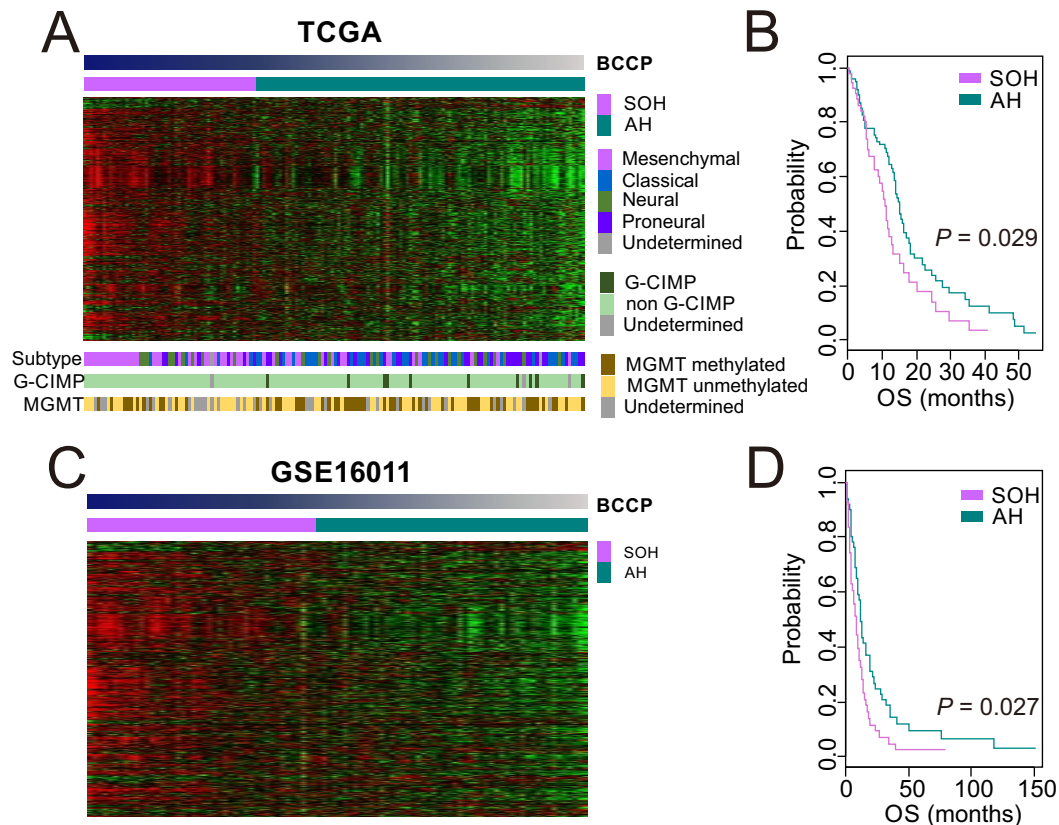 A
TCGA
BCCP
SOH
AH
Mesenchymal
Classical
Neural
Proneural
Undetermined
G-CIMP
non G-CIMP
Undetermined
MGMT methylated
MGMT unmethylated
Undetermined
Subtype
G-CIMP
MGMT
B
Probability
1.0
0.8
0.6
0.4
0.2
0.0
SOH
AH
P = 0.029
0 10 20 30 40 50
OS (months)
C
GSE16011
BCCP
SOH
AH
D
Probability
1.0
0.8
0.6
0.4
0.2
0.0
SOH
AH
P = 0.027
0 50 100 150
OS (months)